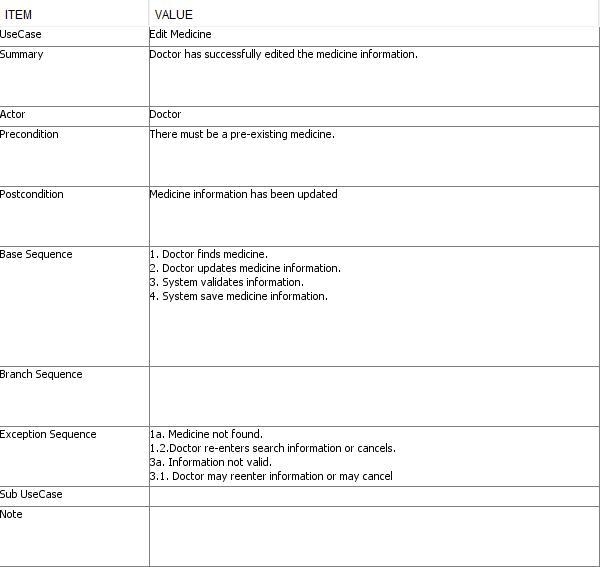 ITEM VALUE
UseCase Edit Medicine
Summary Doctor has successfully edited the medicine information.
Actor Doctor
Precondition There must be a pre-existing medicine.
Postcondition Medicine information has been updated
Base Sequence 1. Doctor finds medicine.
2. Doctor updates medicine information.
3. System validates information.
4. System save medicine information.
Branch Sequence
Exception Sequence 1a. Medicine not found.
1.2.Doctor re-enters search information or cancels.
3a. Information not valid.
3.1. Doctor may reenter information or may cancel
Sub UseCase
Note